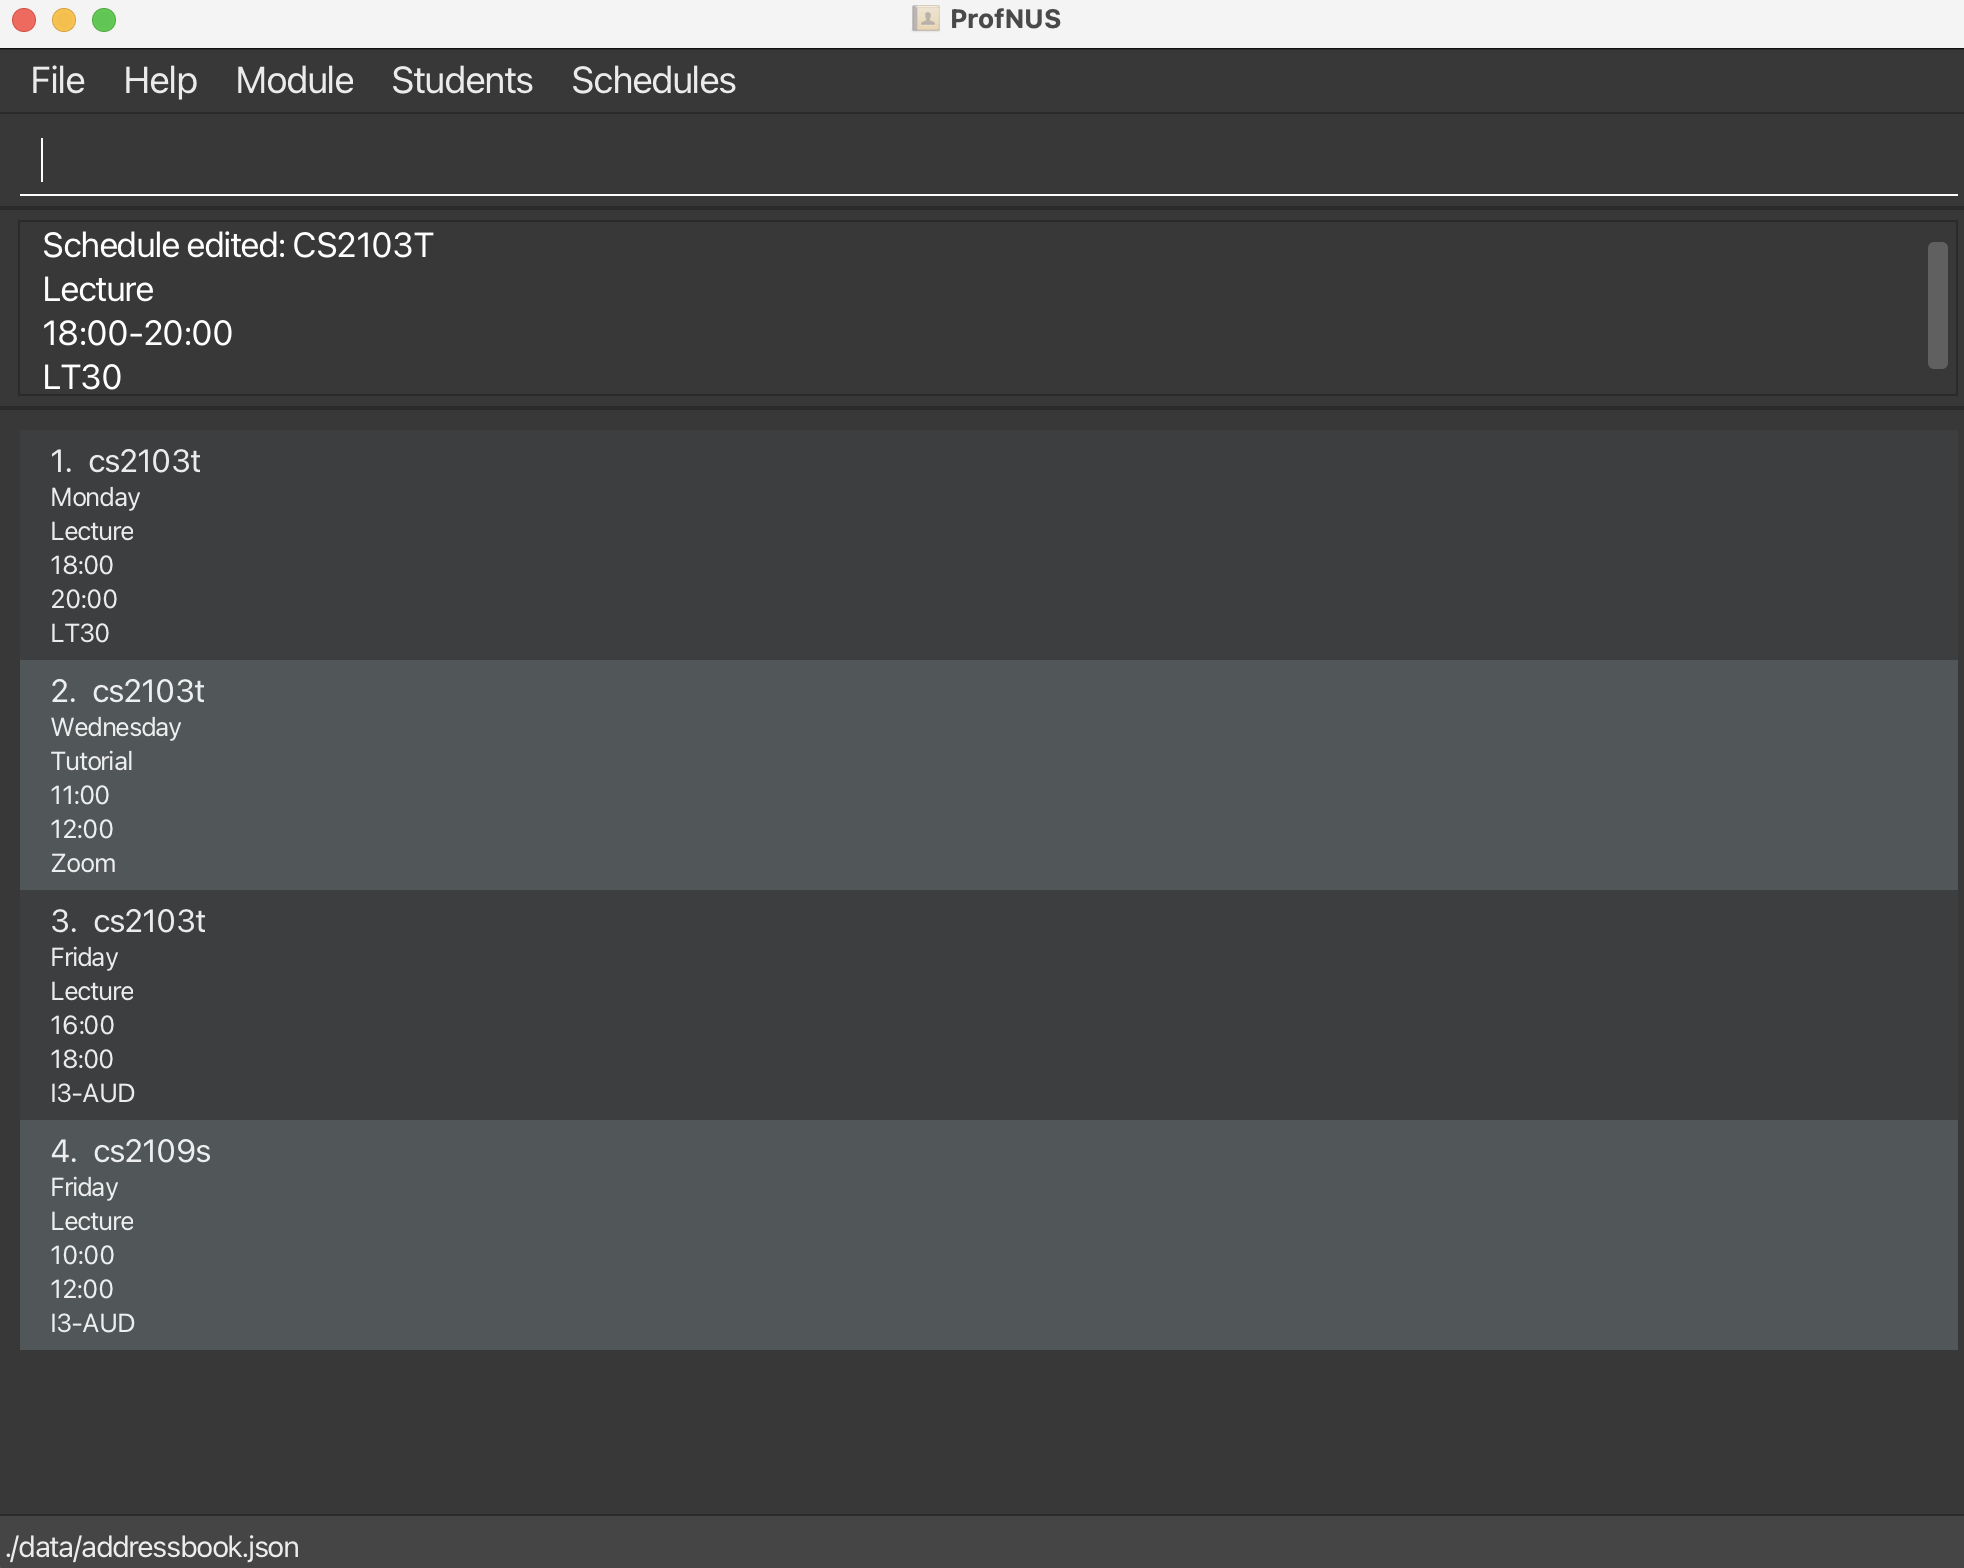 ProfNUS
File Help Module Students Schedules
Schedule edited: CS2103T
Lecture
18:00-20:00
LT30
1. cs2103t
Monday
Lecture
18:00
20:00
LT30
2. cs2103t
Wednesday
Tutorial
11:00
12:00
Zoom
3. cs2103t
Friday
Lecture
16:00
18:00
I3-AUD
4. cs2109s
Friday
Lecture
10:00
12:00
I3-AUD
./data/addressbook.json